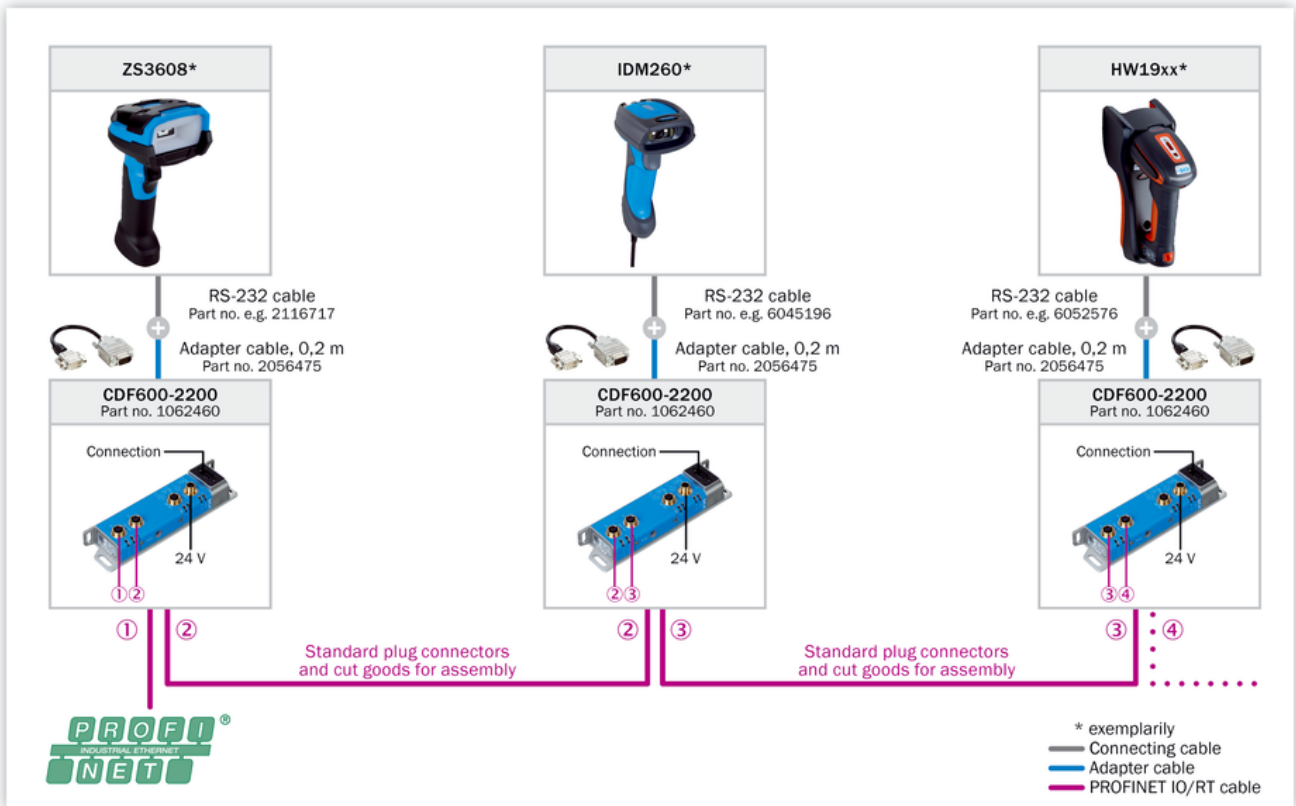 ZS3608*
IDM260*
HW19xx*
RS-232 cable
Part no. e.g. 2116717
RS-232 cable
Part no. e.g. 6045196
RS-232 cable
Part no. e.g. 6052576
Adapter cable, 0,2 m
Part no. 2056475
Adapter cable, 0,2 m
Part no. 2056475
Adapter cable, 0,2 m
Part no. 2056475
CDF600-2200
Part no. 1062460
CDF600-2200
Part no. 1062460
CDF600-2200
Part no. 1062460
Connection
Connection
Connection
24 V
24 V
24 V
①②
②③
③④
① ②
② ③
③ ④
Standard plug connectors
and cut goods for assembly
Standard plug connectors
and cut goods for assembly
PROFI®
INDUSTRIAL ETHERNET
NET
* exemplarily
Connecting cable
Adapter cable
PROFINET IO/RT cable